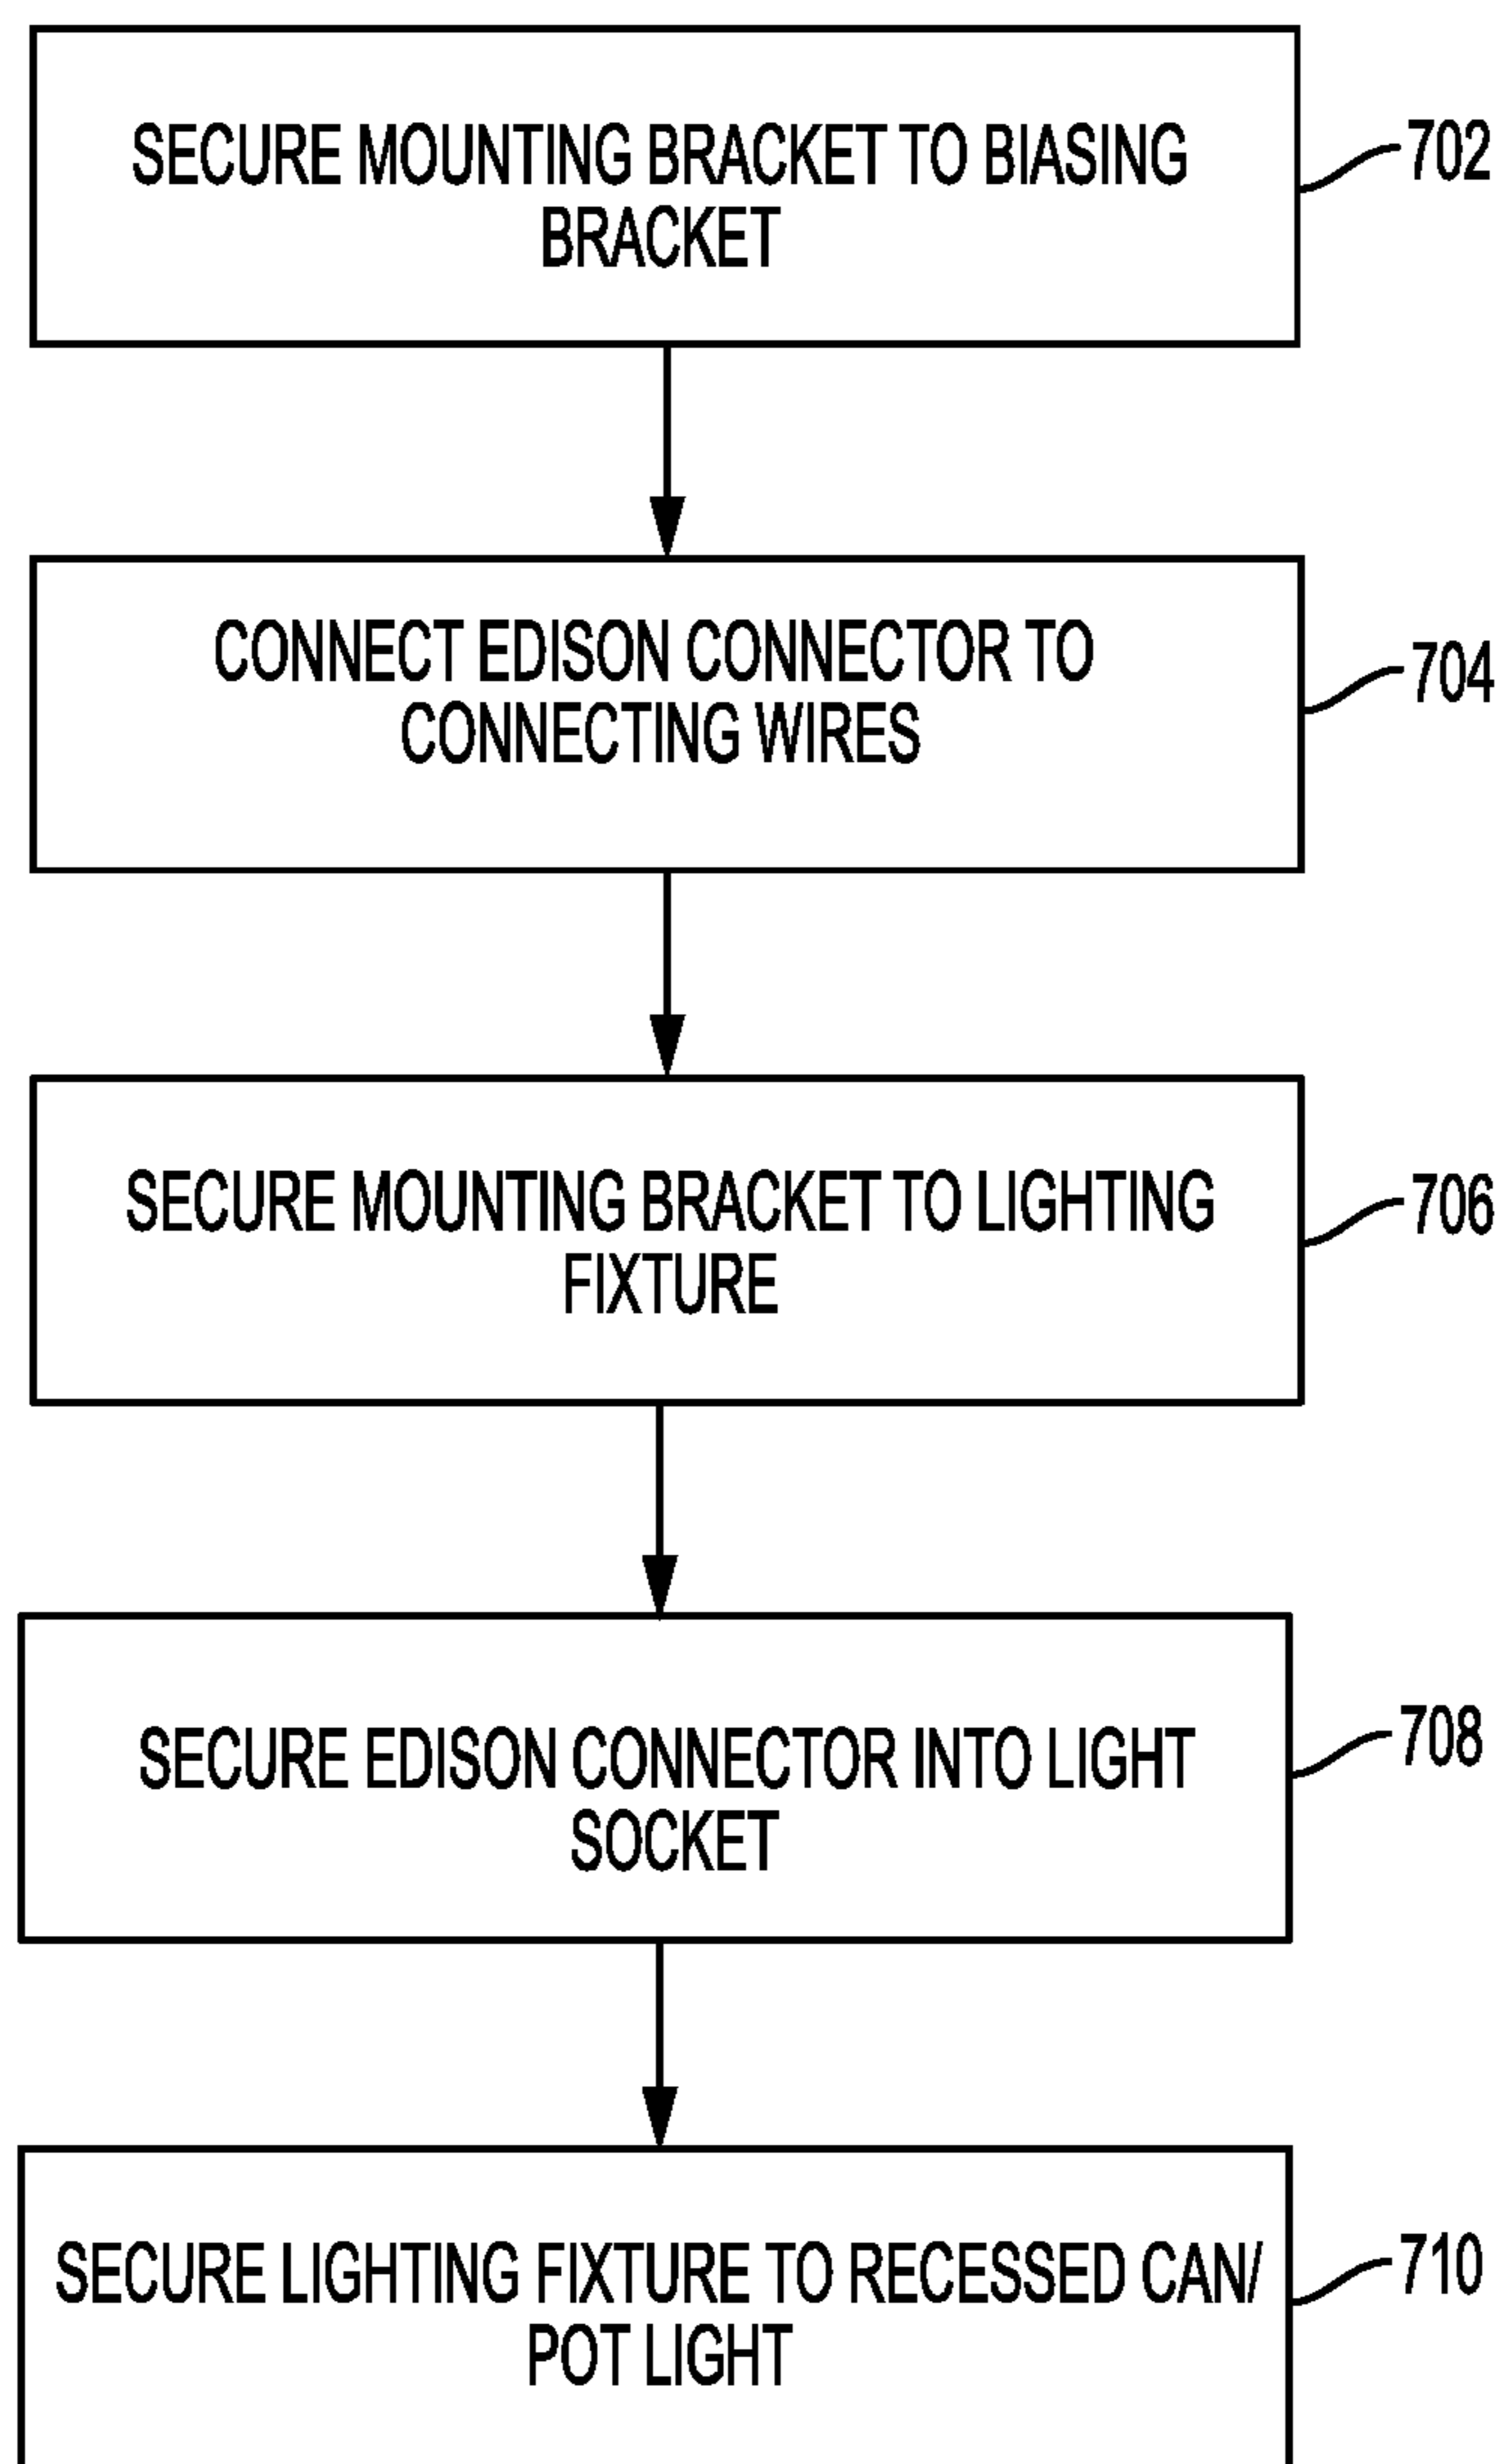 SECURE MOUNTING BRACKET TO BIASING
BRACKET
702
CONNECT EDISON CONNECTOR TO
CONNECTING WIRES
704
SECURE MOUNTING BRACKET TO LIGHTING
FIXTURE
706
SECURE EDISON CONNECTOR INTO LIGHT
SOCKET
708
SECURE LIGHTING FIXTURE TO RECESSED CAN/
POT LIGHT
710